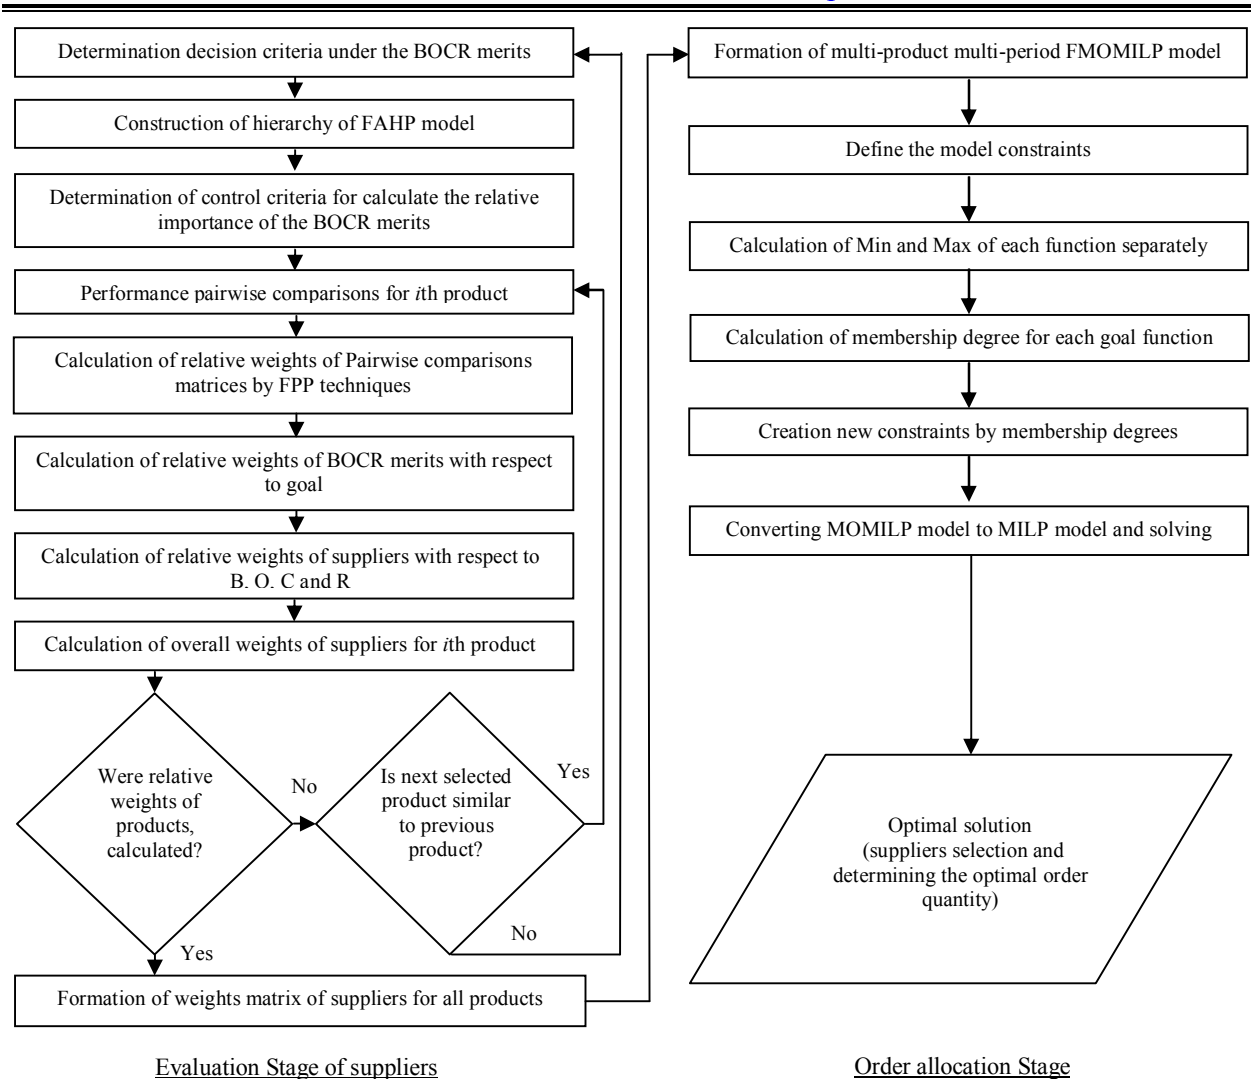 Determination decision criteria under the BOCR merits
Construction of hierarchy of FAHP model
Determination of control criteria for calculate the relative
importance of the BOCR merits
Performance pairwise comparisons for ith product
Calculation of relative weights of Pairwise comparisons
matrices by FPP techniques
Calculation of relative weights of BOCR merits with respect
to goal
Calculation of relative weights of suppliers with respect to
B, O, C and R
Calculation of overall weights of suppliers for ith product
Were relative
weights of
products,
calculated?
No
Is next selected
product similar
to previous
product?
Yes
No
Yes
Formation of weights matrix of suppliers for all products
Evaluation Stage of suppliers
Formation of multi-product multi-period FMOMILP model
Define the model constraints
Calculation of Min and Max of each function separately
Calculation of membership degree for each goal function
Creation new constraints by membership degrees
Converting MOMILP model to MILP model and solving
Optimal solution
(suppliers selection and
determining the optimal order
quantity)
Order allocation Stage